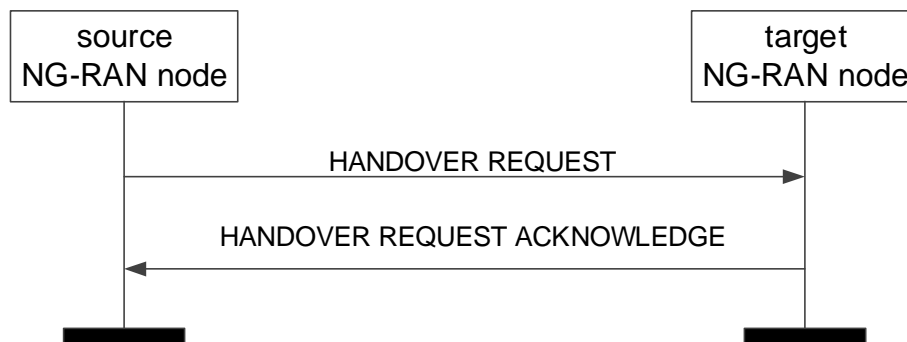 source
NG-RAN node
target
NG-RAN node
HANDOVER REQUEST
HANDOVER REQUEST ACKNOWLEDGE